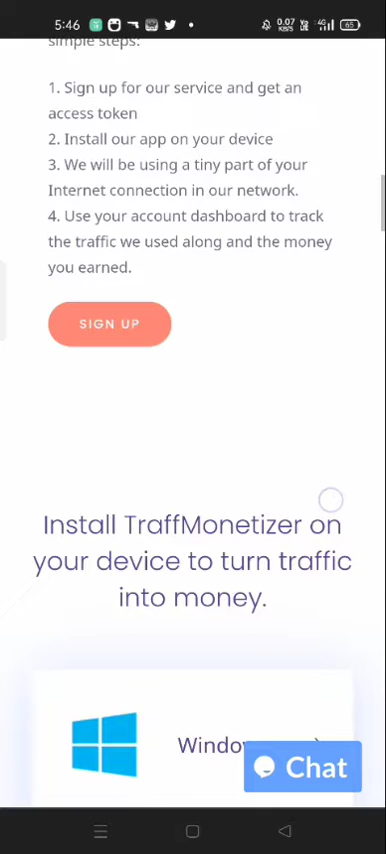 5:46 0.07 KB/S 4G 65
simple steps:
1. Sign up for our service and get an
access token
2. Install our app on your device
3. We will be using a tiny part of your
Internet connection in our network.
4. Use your account dashboard to track
the traffic we used along and the money
you earned.
SIGN UP
Install TraffMonetizer on
your device to turn traffic
into money.
Chat